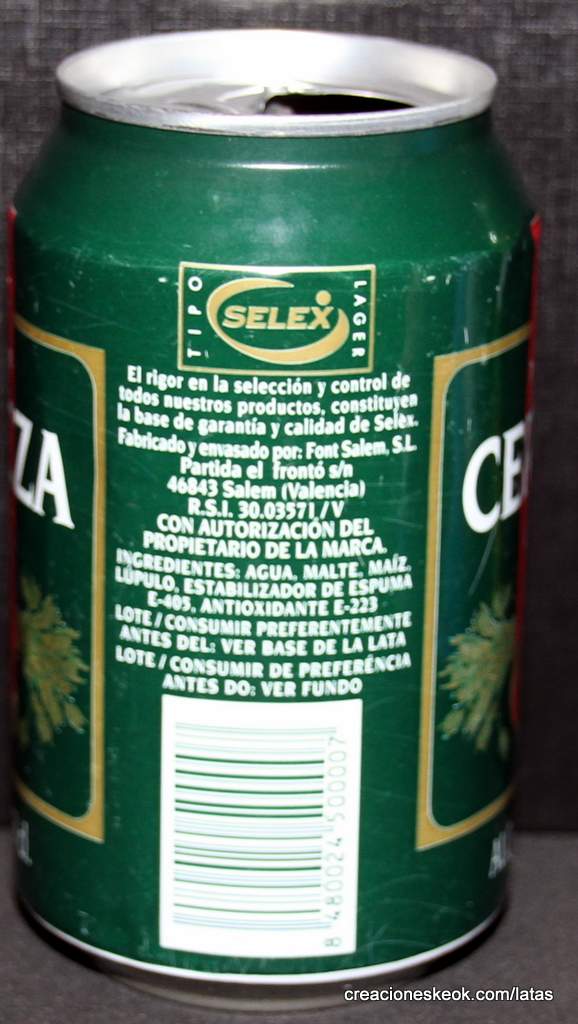 TIPO SELEX LAGER
El rigor en la selección y control de
todos nuestros productos, constituyen
la base de garantía y calidad de Selex.
Fabricado y envasado por: Font Salem, S.L.
Partida el frontó s/n
46843 Salem (Valencia)
R.S.I. 30.03571/V
CON AUTORIZACIÓN DEL
PROPIETARIO DE LA MARCA.
INGREDIENTES: AGUA, MALTE, MAÍZ,
LÚPULO, ESTABILIZADOR DE ESPUMA
E-405, ANTIOXIDANTE E-223
LOTE / CONSUMIR PREFERENTEMENTE
ANTES DEL: VER BASE DE LA LATA
LOTE / CONSUMIR DE PREFERÊNCIA
ANTES DO: VER FUNDO
8 480024 500007
ZA
CE
creacioneskeok.com/latas